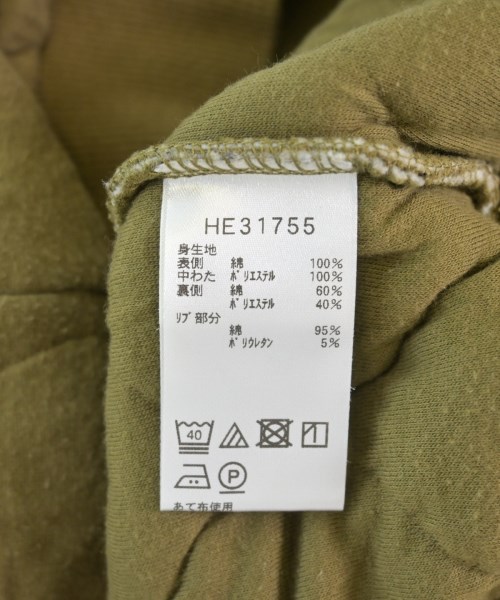 HE31755
身生地
表側 綿 100%
中わた ポリエステル 100%
裏側 綿 60%
ポリエステル 40%
リブ部分
綿 95%
ポリウレタン 5%
40
P
あて布使用